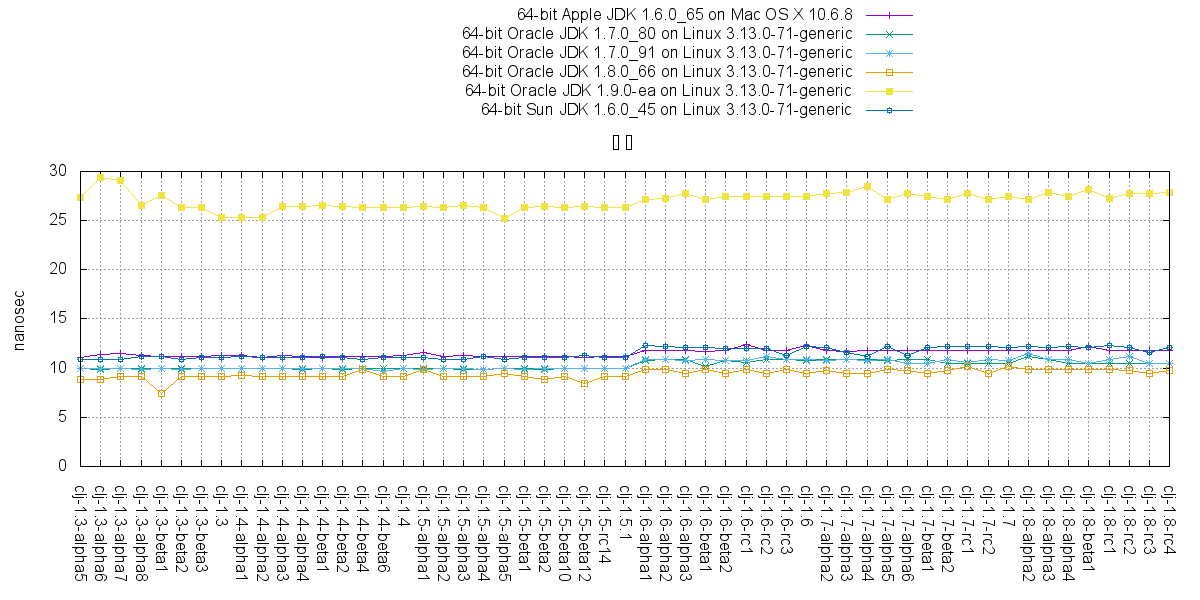 64-bit Apple JDK 1.6.0_65 on Mac OS X 10.6.8
64-bit Oracle JDK 1.7.0_80 on Linux 3.13.0-71-generic
64-bit Oracle JDK 1.7.0_91 on Linux 3.13.0-71-generic
64-bit Oracle JDK 1.8.0_66 on Linux 3.13.0-71-generic
64-bit Oracle JDK 1.9.0-ea on Linux 3.13.0-71-generic
64-bit Sun JDK 1.6.0_45 on Linux 3.13.0-71-generic
nanosec
30
25
20
15
10
5
0
clj-1.3-alpha5
clj-1.3-alpha6
clj-1.3-alpha7
clj-1.3-alpha8
clj-1.3-beta1
clj-1.3-beta2
clj-1.3-beta3
clj-1.3
clj-1.4-alpha1
clj-1.4-alpha2
clj-1.4-alpha3
clj-1.4-alpha4
clj-1.4-beta1
clj-1.4-beta2
clj-1.4-beta4
clj-1.4-beta6
clj-1.4
clj-1.5-alpha1
clj-1.5-alpha2
clj-1.5-alpha3
clj-1.5-alpha4
clj-1.5-alpha5
clj-1.5-beta1
clj-1.5-beta2
clj-1.5-beta10
clj-1.5-beta12
clj-1.5-rc14
clj-1.5.1
clj-1.6-alpha1
clj-1.6-alpha2
clj-1.6-alpha3
clj-1.6-beta1
clj-1.6-beta2
clj-1.6-rc1
clj-1.6-rc2
clj-1.6-rc3
clj-1.6
clj-1.7-alpha2
clj-1.7-alpha3
clj-1.7-alpha4
clj-1.7-alpha5
clj-1.7-alpha6
clj-1.7-beta1
clj-1.7-beta2
clj-1.7-rc1
clj-1.7-rc2
clj-1.7
clj-1.8-alpha2
clj-1.8-alpha3
clj-1.8-alpha4
clj-1.8-beta1
clj-1.8-rc1
clj-1.8-rc2
clj-1.8-rc3
clj-1.8-rc4